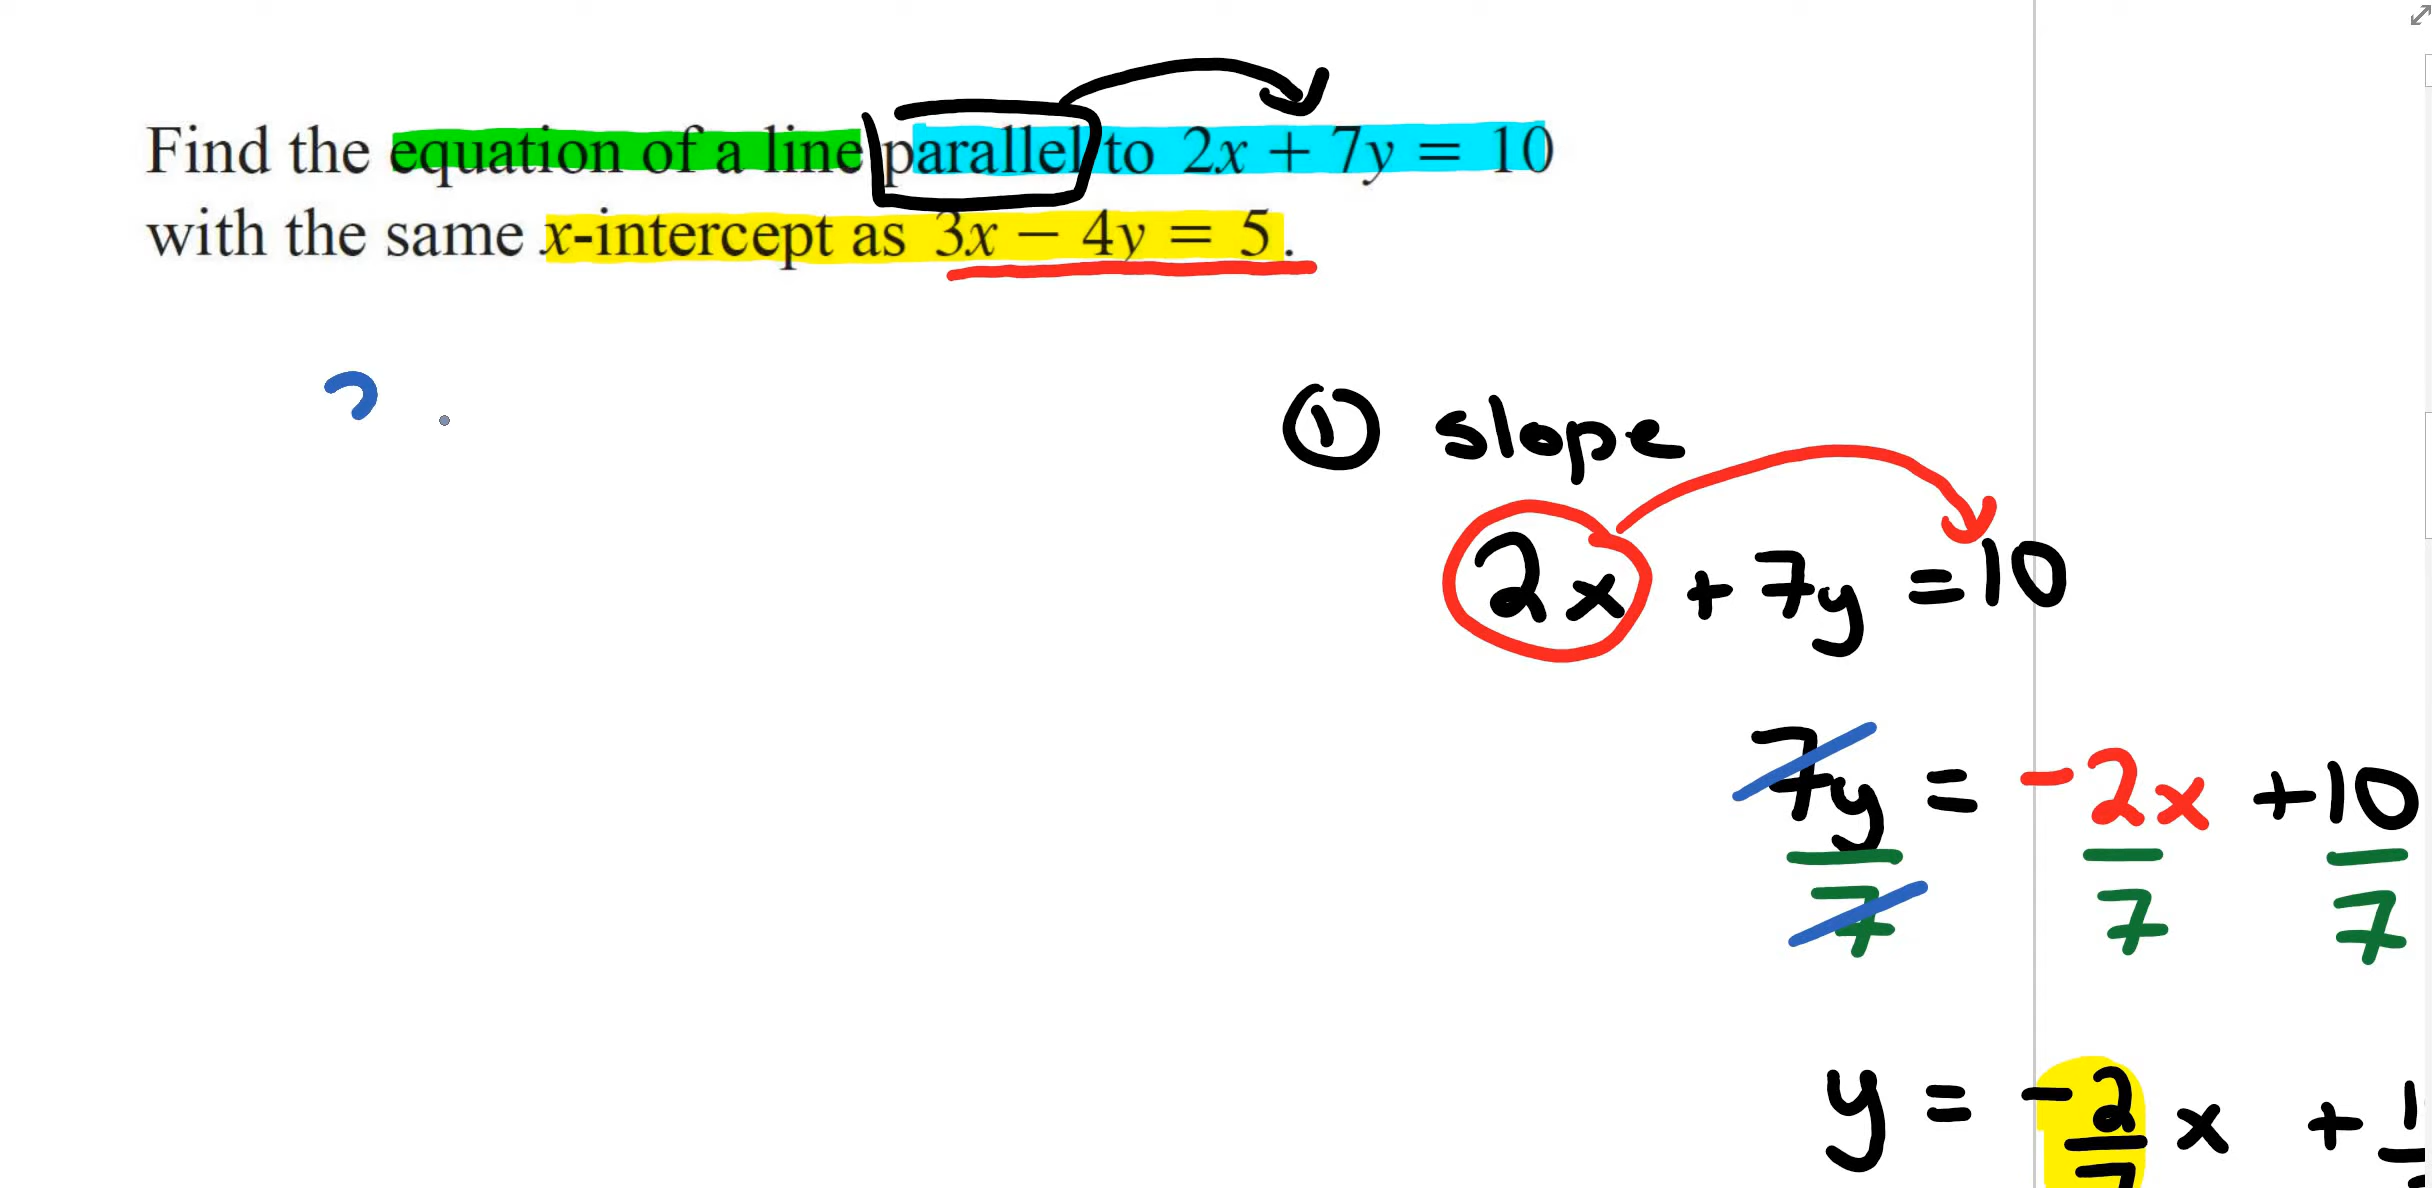 Find the equation of a line parallel to 2x + 7y = 10
with the same x-intercept as 3x − 4y = 5.
① slope
2x + 7y = 10
7y = -2x + 10
7 7 7
y = -2 x +